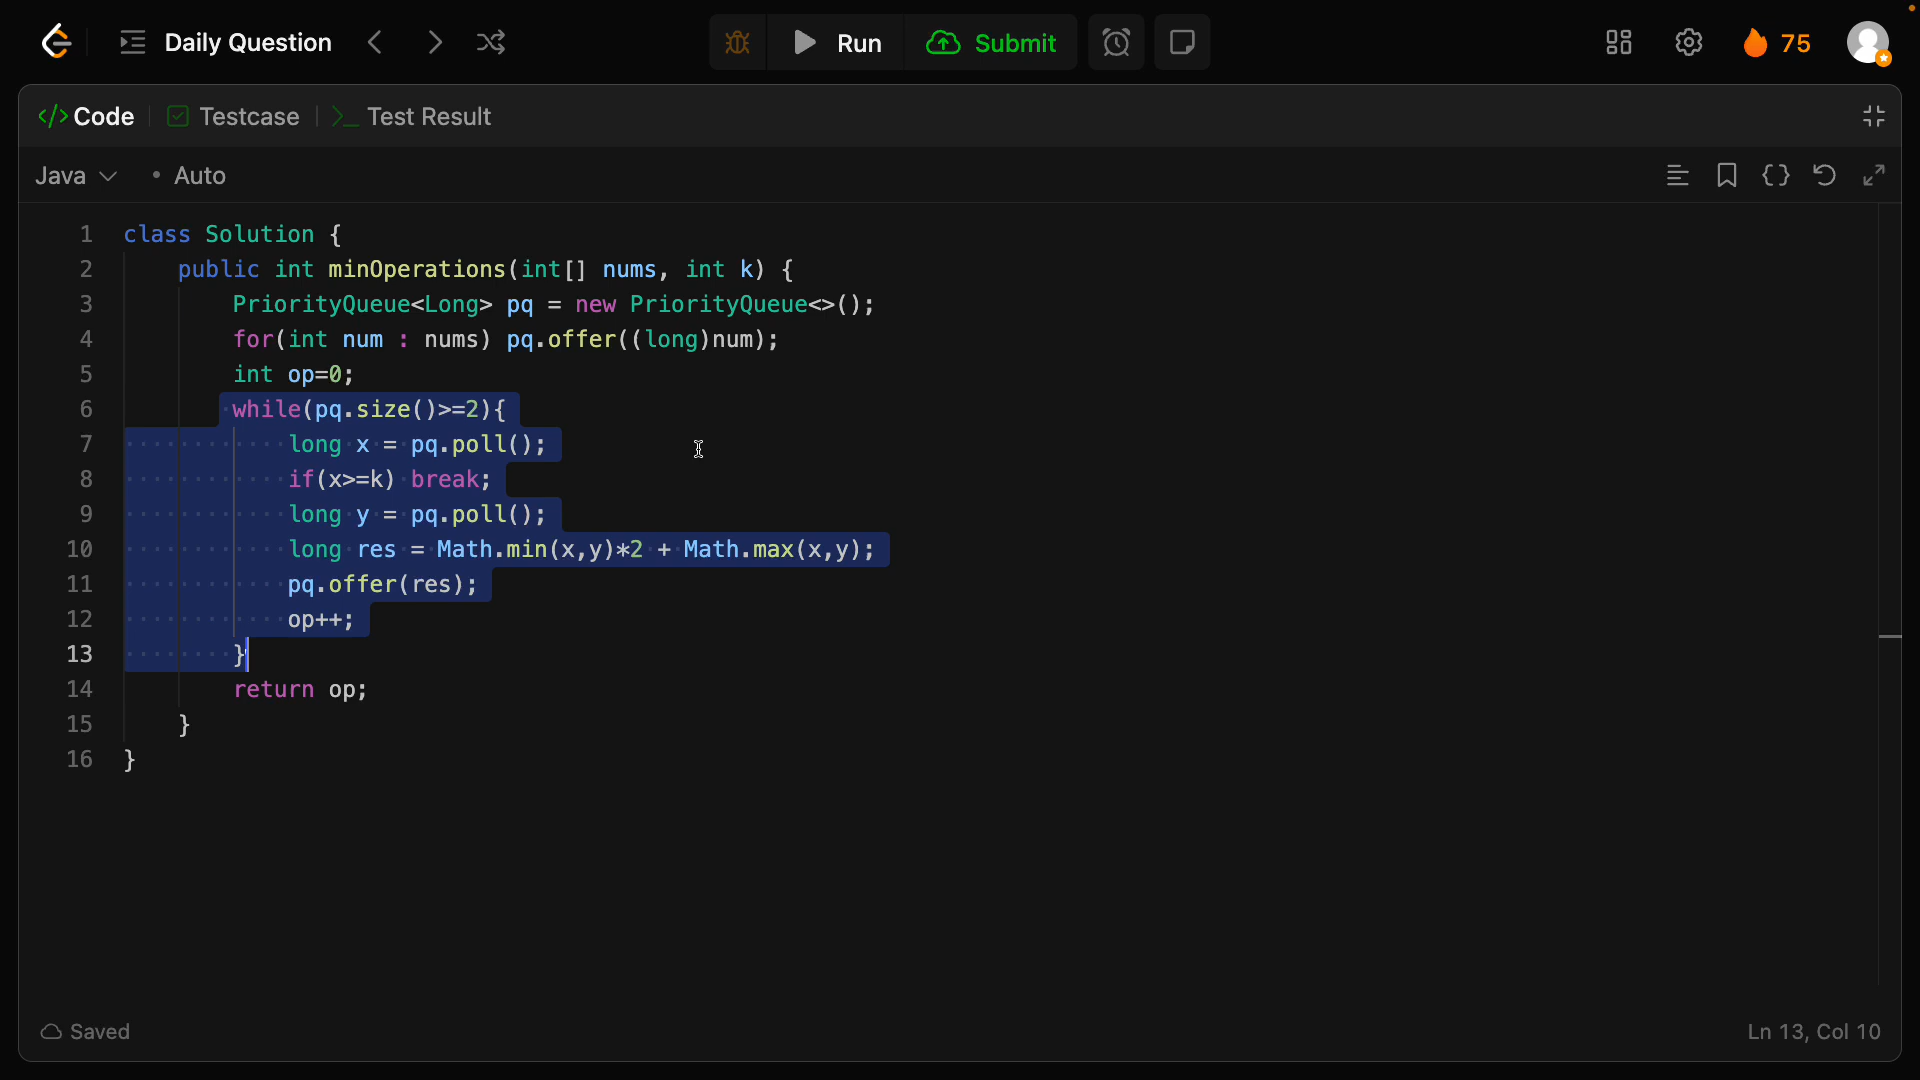 Daily Question
Run
Submit
75
Code
Testcase
Test Result
Java
Auto
1 class Solution {
2     public int minOperations(int[] nums, int k) {
3         PriorityQueue<Long> pq = new PriorityQueue<>();
4         for(int num : nums) pq.offer((long)num);
5         int op=0;
6         while(pq.size()>=2){
7             long x = pq.poll();
8             if(x>=k) break;
9             long y = pq.poll();
10             long res = Math.min(x,y)*2 + Math.max(x,y);
11             pq.offer(res);
12             op++;
13         }
14         return op;
15     }
16 }
Saved
Ln 13, Col 10